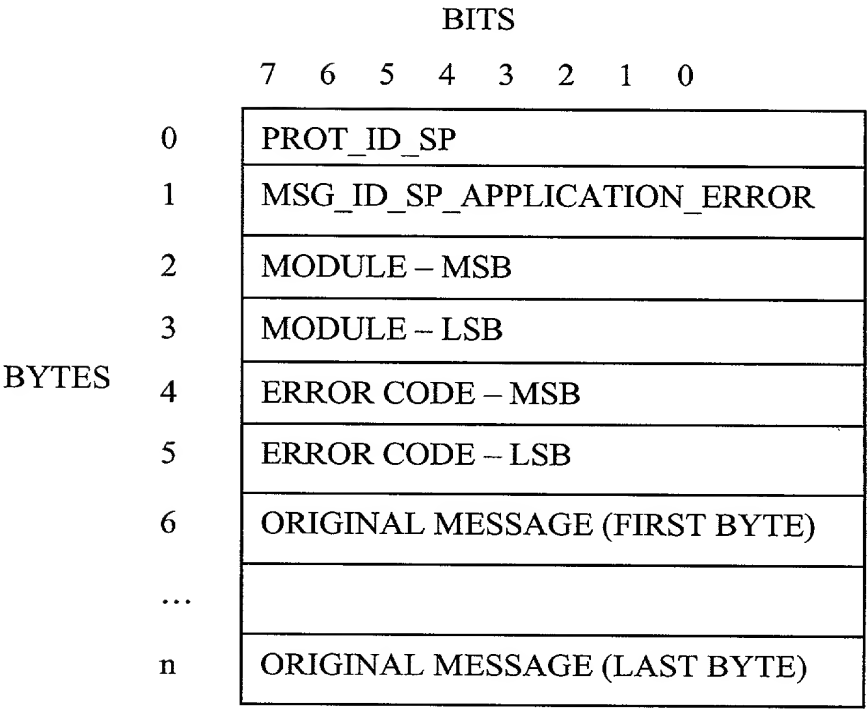 BITS
7 6 5 4 3 2 1 0
0 PROT_ID_SP
1 MSG_ID_SP_APPLICATION_ERROR
2 MODULE – MSB
3 MODULE – LSB
BYTES
4 ERROR CODE – MSB
5 ERROR CODE – LSB
6 ORIGINAL MESSAGE (FIRST BYTE)
...
n ORIGINAL MESSAGE (LAST BYTE)